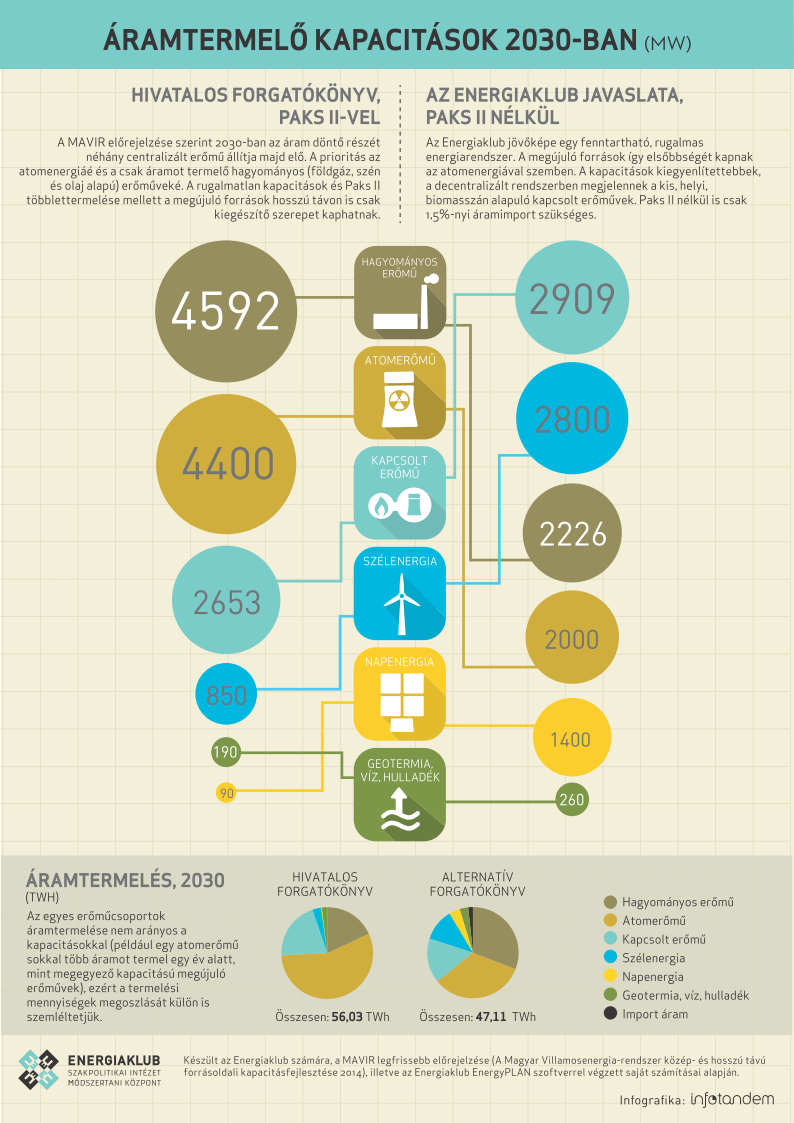 ÁRAMTERMELŐ KAPACITÁSOK 2030-BAN (MW)
HIVATALOS FORGATÓKÖNYV,
PAKS II-VEL
A MAVIR előrejelzése szerint 2030-ban az áram döntő részét
néhány centralizált erőmű állítja majd elő. A prioritás az
atomenergiáé és a csak áramot termelő hagyományos (földgáz, szén
és olaj alapú) erőműveké. A rugalmatlan kapacitások és Paks II
többlettermelése mellett a megújuló források hosszú távon is csak
kiegészítő szerepet kaphatnak.
AZ ENERGIAKLUB JAVASLATA,
PAKS II NÉLKÜL
Az Energiaklub jövőképe egy fenntartható, rugalmas
energiarendszer. A megújuló források így elsőbbségét kapnak
az atomenergiával szemben. A kapacitások kiegyenlítettebbek,
a decentralizált rendszerben megjelennek a kis, helyi,
biomasszán alapuló kapcsolt erőművek. Paks II nélkül is csak
1,5%-nyi áramimport szükséges.
4592
4400
2653
850
190
90
HAGYOMÁNYOS
ERŐMŰ
ATOMERŐMŰ
KAPCSOLT
ERŐMŰ
SZÉLENERGIA
NAPENERGIA
GEOTERMIA,
VÍZ, HULLADÉK
2909
2800
2226
2000
1400
260
ÁRAMTERMELÉS, 2030
(TWH)
Az egyes erőműcsoportok
áramtermelése nem arányos a
kapacitásokkal (például egy atomerőmű
sokkal több áramot termel egy év alatt,
mint megegyező kapacitású megújuló
erőművek), ezért a termelési
mennyiségek megoszlását külön is
szemléltetjük.
HIVATALOS
FORGATÓKÖNYV
Összesen: 56,03 TWh
ALTERNATÍV
FORGATÓKÖNYV
Összesen: 47,11 TWh
Hagyományos erőmű
Atomerőmű
Kapcsolt erőmű
Szélenergia
Napenergia
Geotermia, víz, hulladék
Import áram
ENERGIAKLUB
SZAKPOLITIKAI INTÉZET
MÓDSZERTANI KÖZPONT
Készült az Energiaklub számára, a MAVIR legfrissebb előrejelzése (A Magyar Villamosenergia-rendszer közép- és hosszú távú
forrásoldali kapacitásfejlesztése 2014), illetve az Energiaklub EnergyPLAN szoftverrel végzett saját számításai alapján.
Infografika: infotandem